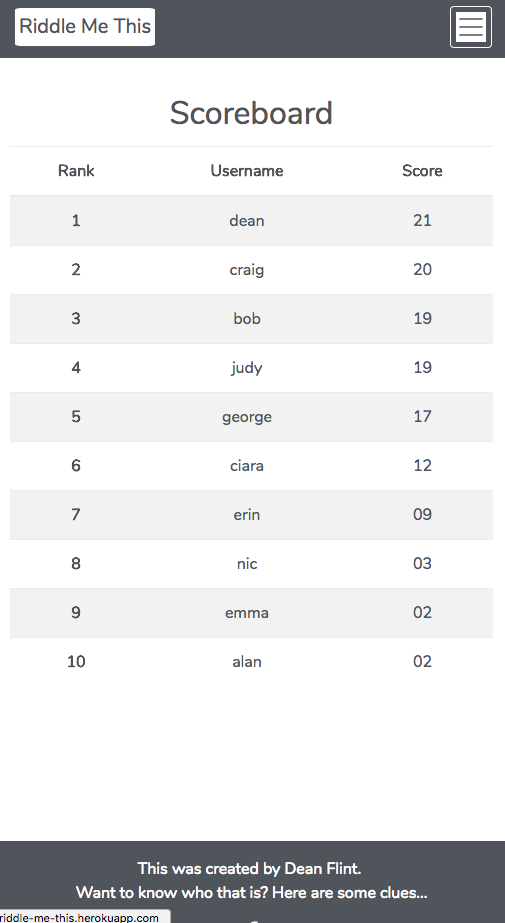 Riddle Me This
Scoreboard
Rank Username Score
1 dean 21
2 craig 20
3 bob 19
4 judy 19
5 george 17
6 ciara 12
7 erin 09
8 nic 03
9 emma 02
10 alan 02
This was created by Dean Flint.
Want to know who that is? Here are some clues...
riddle-me-this.herokuapp.com